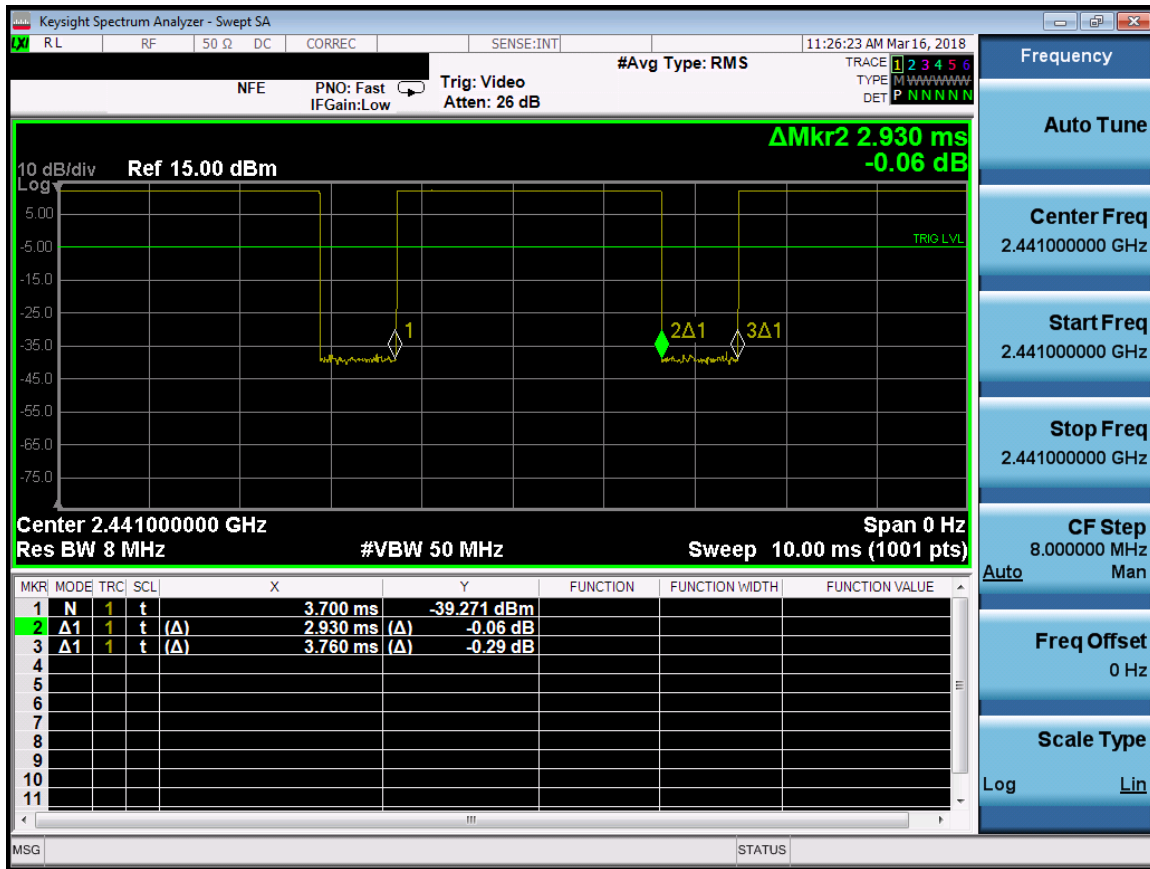 Keysight Spectrum Analyzer - Swept SA
LXI RL RF 50 Ω DC CORREC SENSE:INT 11:26:23 AM Mar 16, 2018
NFE PNO: Fast IFGain:Low
Trig: Video
Atten: 26 dB
#Avg Type: RMS
TRACE 1 2 3 4 5 6
TYPE M WWWWW
DET P N N N N N
ΔMkr2 2.930 ms
-0.06 dB
10 dB/div Ref 15.00 dBm
Log
5.00
-5.00
TRIG LVL
-15.0
-25.0
1 2Δ1 3Δ1
-35.0
-45.0
-55.0
-65.0
-75.0
Center 2.441000000 GHz Span 0 Hz
Res BW 8 MHz #VBW 50 MHz Sweep 10.00 ms (1001 pts)
MKR MODE TRC SCL X Y FUNCTION FUNCTION WIDTH FUNCTION VALUE
1 N 1 t 3.700 ms -39.271 dBm
2 Δ1 1 t (Δ) 2.930 ms (Δ) -0.06 dB
3 Δ1 1 t (Δ) 3.760 ms (Δ) -0.29 dB
4
5
6
7
8
9
10
11
MSG STATUS
Frequency
Auto Tune
Center Freq
2.441000000 GHz
Start Freq
2.441000000 GHz
Stop Freq
2.441000000 GHz
CF Step
8.000000 MHz
Auto Man
Freq Offset
0 Hz
Scale Type
Log Lin